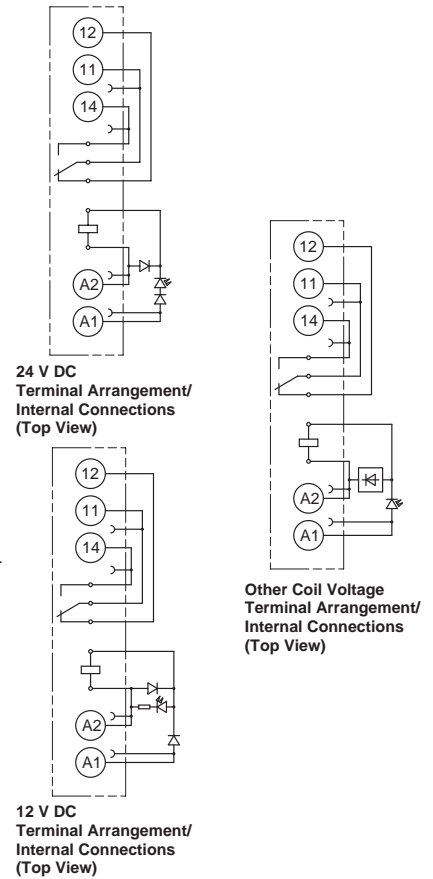 12
11
14
A2
A1
24 V DC
Terminal Arrangement/
Internal Connections
(Top View)
12
11
14
A2
A1
12 V DC
Terminal Arrangement/
Internal Connections
(Top View)
12
11
14
A2
A1
Other Coil Voltage
Terminal Arrangement/
Internal Connections
(Top View)